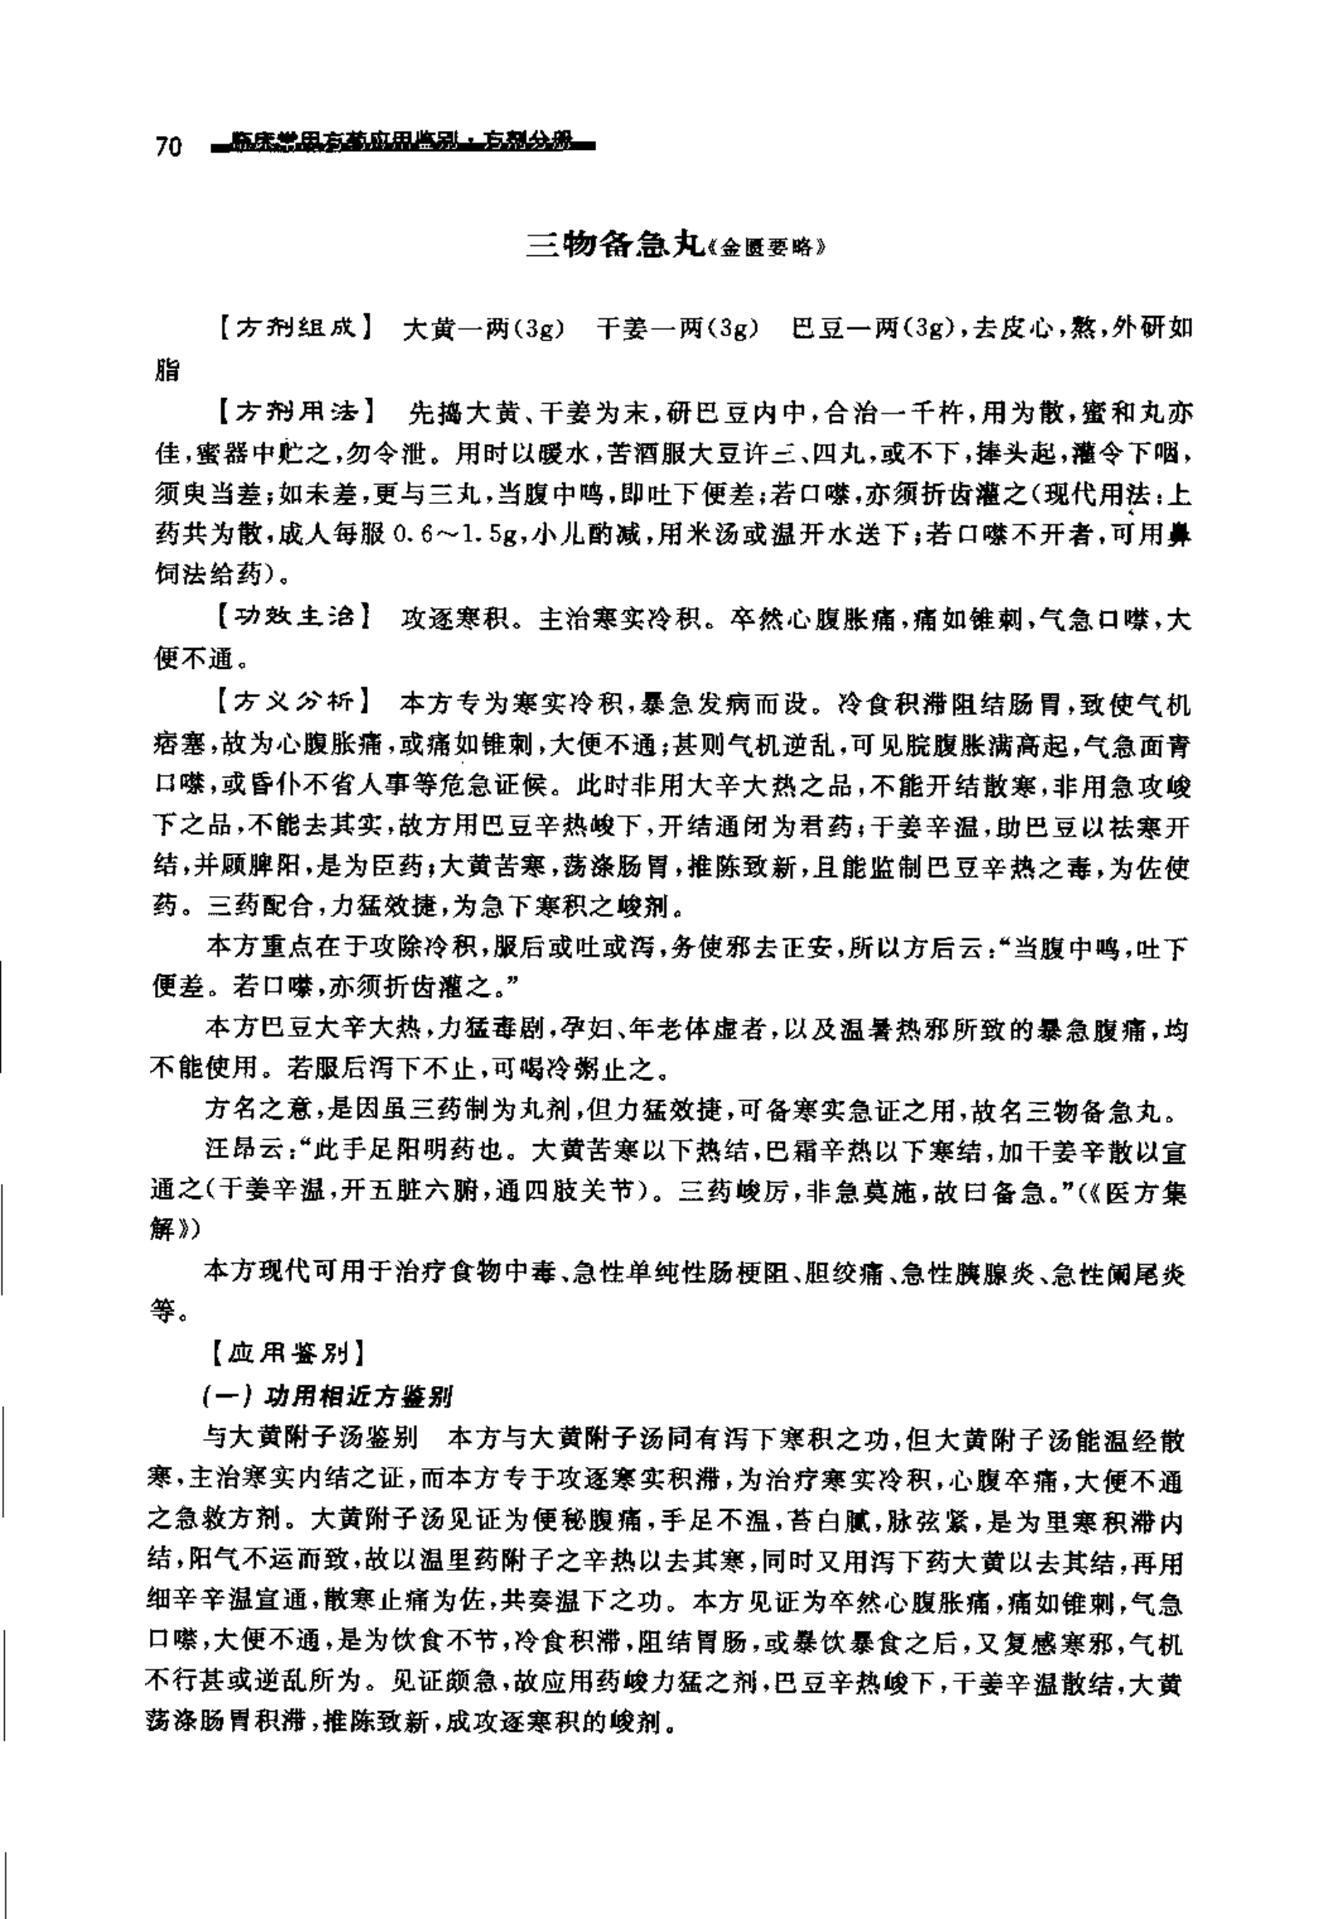 70 临床常用方药应用鉴别·方剂分册
三物备急丸《金匮要略》
【方剂组成】 大黄一两(3g) 干姜一两(3g) 巴豆一两(3g),去皮心,熬,外研如
脂
【方剂用法】 先捣大黄、干姜为末,研巴豆内中,合治一千杵,用为散,蜜和丸亦
佳,蜜器中贮之,勿令泄。用时以暖水,苦酒服大豆许三、四丸,或不下,捧头起,灌令下咽,
须臾当差;如未差,更与三丸,当腹中鸣,即吐下便差;若口噤,亦须折齿灌之(现代用法:上
药共为散,成人每服0.6~1.5g,小儿酌减,用米汤或温开水送下;若口噤不开者,可用鼻
饲法给药)。
【功效主治】 攻逐寒积。主治寒实冷积。卒然心腹胀痛,痛如锥刺,气急口噤,大
便不通。
【方义分析】 本方专为寒实冷积,暴急发病而设。冷食积滞阻结肠胃,致使气机
痞塞,故为心腹胀痛,或痛如锥刺,大便不通;甚则气机逆乱,可见脘腹胀满高起,气急面青
口噤,或昏仆不省人事等危急证候。此时非用大辛大热之品,不能开结散寒,非用急攻峻
下之品,不能去其实,故方用巴豆辛热峻下,开结通闭为君药;干姜辛温,助巴豆以祛寒开
结,并顾脾阳,是为臣药;大黄苦寒,荡涤肠胃,推陈致新,且能监制巴豆辛热之毒,为佐使
药。三药配合,力猛效捷,为急下寒积之峻剂。
本方重点在于攻除冷积,服后或吐或泻,务使邪去正安,所以方后云:“当腹中鸣,吐下
便差。若口噤,亦须折齿灌之。”
本方巴豆大辛大热,力猛毒剧,孕妇、年老体虚者,以及温暑热邪所致的暴急腹痛,均
不能使用。若服后泻下不止,可喝冷粥止之。
方名之意,是因虽三药制为丸剂,但力猛效捷,可备寒实急证之用,故名三物备急丸。
汪昂云:“此手足阳明药也。大黄苦寒以下热结,巴霜辛热以下寒结,加干姜辛散以宣
通之(干姜辛温,开五脏六腑,通四肢关节)。三药峻厉,非急莫施,故曰备急。”(《医方集
解》)
本方现代可用于治疗食物中毒、急性单纯性肠梗阻、胆绞痛、急性胰腺炎、急性阑尾炎
等。
【应用鉴别】
(一)功用相近方鉴别
与大黄附子汤鉴别 本方与大黄附子汤同有泻下寒积之功,但大黄附子汤能温经散
寒,主治寒实内结之证,而本方专于攻逐寒实积滞,为治疗寒实冷积,心腹卒痛,大便不通
之急救方剂。大黄附子汤见证为便秘腹痛,手足不温,苔白腻,脉弦紧,是为里寒积滞内
结,阳气不运而致,故以温里药附子之辛热以去其寒,同时又用泻下药大黄以去其结,再用
细辛辛温宣通,散寒止痛为佐,共奏温下之功。本方见证为卒然心腹胀痛,痛如锥刺,气急
口噤,大便不通,是为饮食不节,冷食积滞,阻结胃肠,或暴饮暴食之后,又复感寒邪,气机
不行甚或逆乱所为。见证颇急,故应用药峻力猛之剂,巴豆辛热峻下,干姜辛温散结,大黄
荡涤肠胃积滞,推陈致新,成攻逐寒积的峻剂。